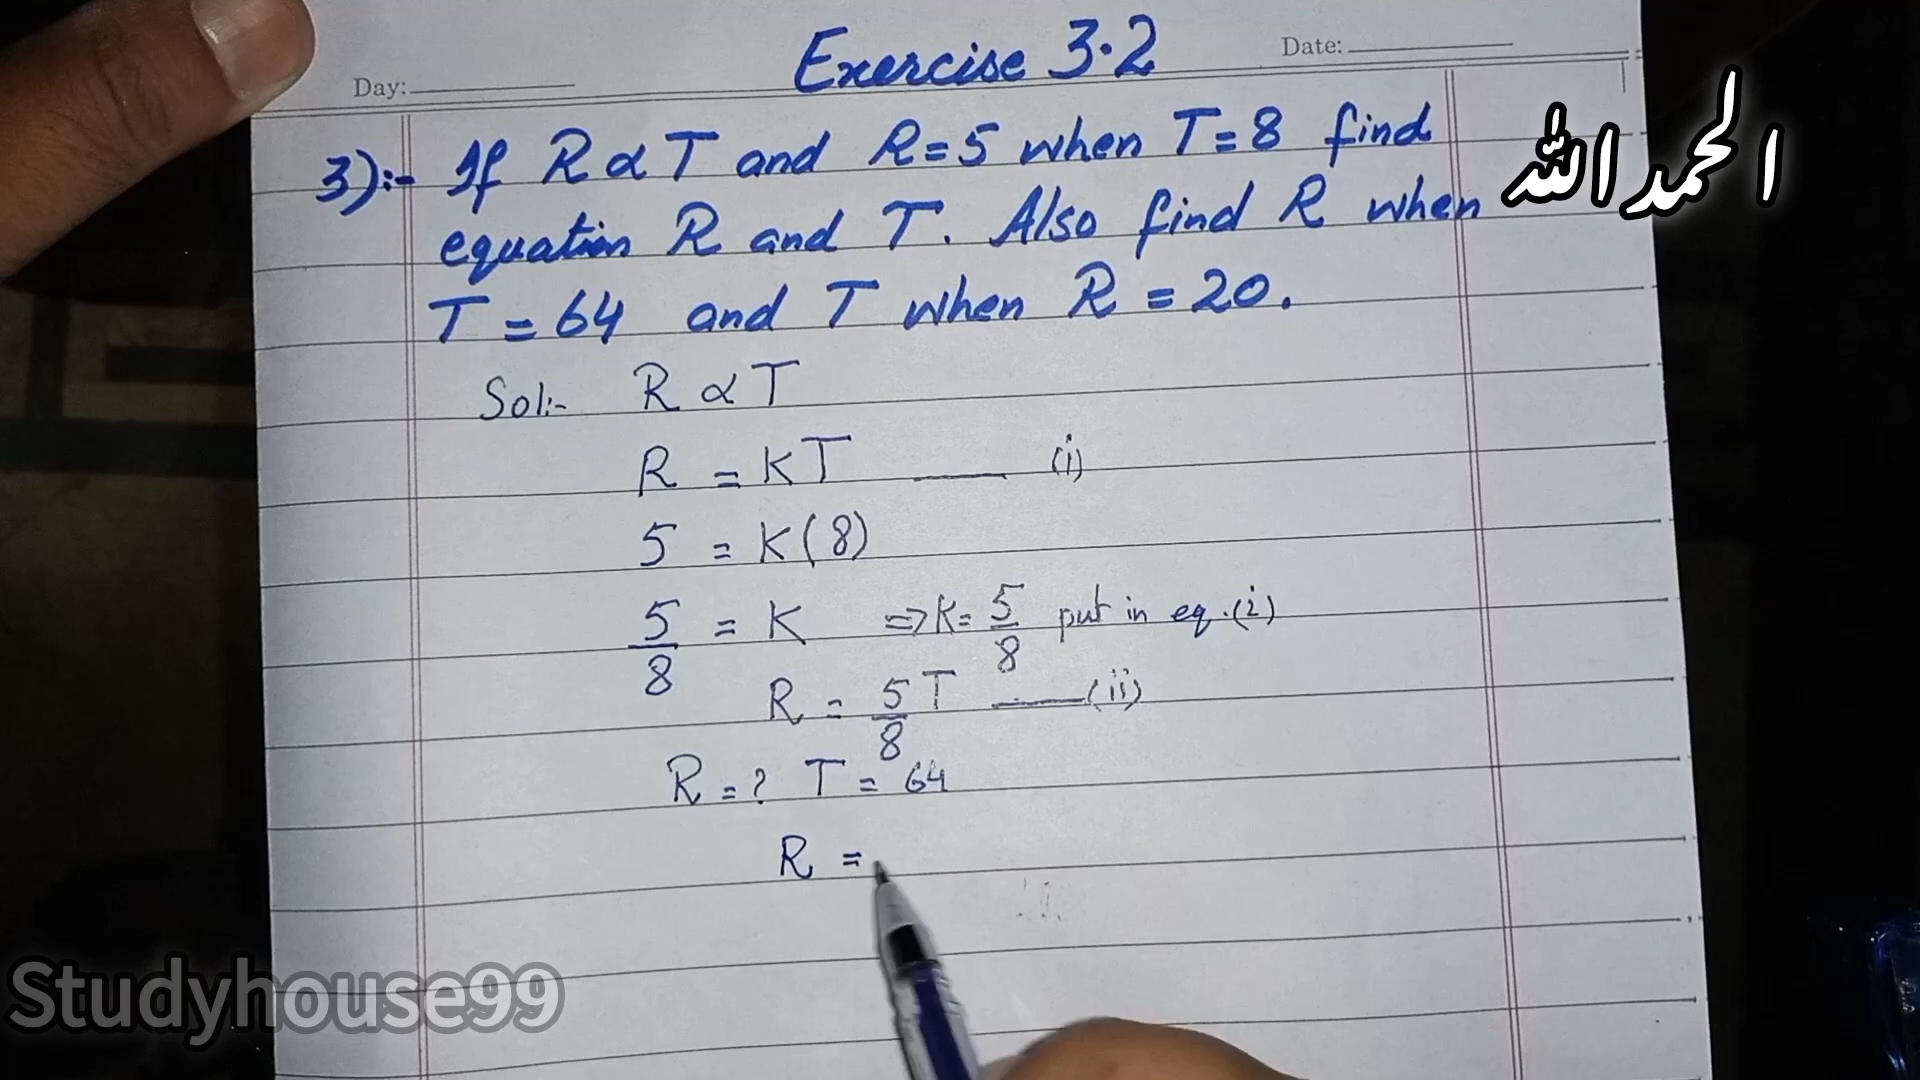 Exercise 3.2
Day:
Date:
3):- If R ∝ T and R = 5 when T = 8 find
equation R and T. Also find R when
T = 64 and T when R = 20.
الحمدالله
Sol:- R ∝ T
R = KT —— (i)
5 = K(8)
5/8 = K ⇒ K = 5/8 put in eq.(i)
R = 5/8 T —— (ii)
R = ? T = 64
R =
Studyhouse99